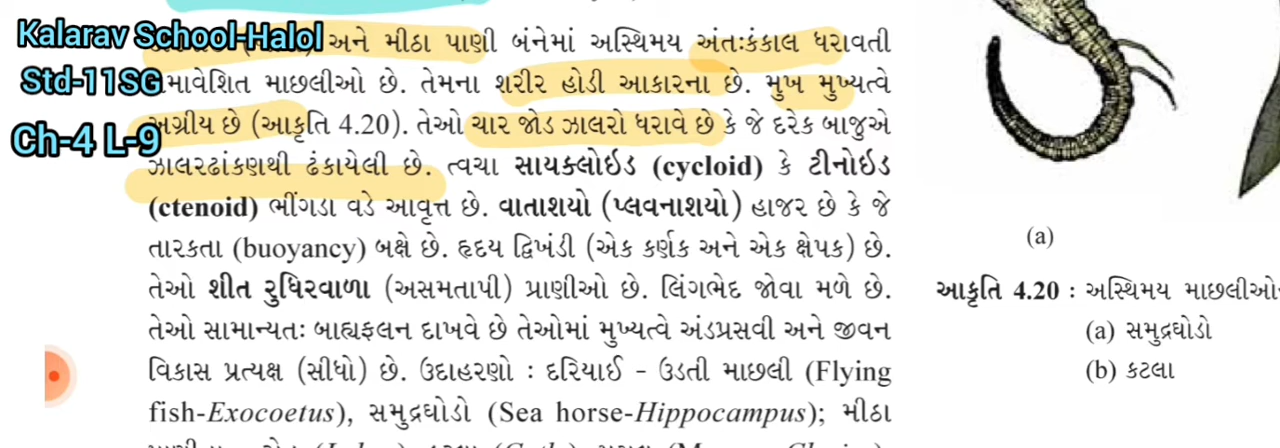 Kalarav School-Halol
Std-11SG
Ch-4 L-9
અને મીઠા પાણી બંનેમાં અસ્થિમય અંતઃકંકાલ ધરાવતી
માવેશિત માછલીઓ છે. તેમના શરીર હોડી આકારના છે. મુખ મુખ્યત્વે
અગ્રીય છે (આકૃતિ 4.20). તેઓ ચાર જોડ ઝાલરો ધરાવે છે કે જે દરેક બાજુએ
ઝાલરઢાંકણથી ઢંકાયેલી છે. ત્વચા સાયક્લોઇડ (cycloid) કે ટીનોઇડ
(ctenoid) ભીંગડા વડે આવૃત્ત છે. વાતાશયો (પ્લવનાશયો) હાજર છે કે જે
તારકતા (buoyancy) બક્ષે છે. હૃદય દ્વિખંડી (એક કર્ણક અને એક ક્ષેપક) છે.
તેઓ શીત રુધિરવાળા (અસમતાપી) પ્રાણીઓ છે. લિંગભેદ જોવા મળે છે.
તેઓ સામાન્યતઃ બાહ્યફલન દાખવે છે તેઓમાં મુખ્યત્વે અંડપ્રસવી અને જીવન
વિકાસ પ્રત્યક્ષ (સીધો) છે. ઉદાહરણો : દરિયાઈ - ઉડતી માછલી (Flying
fish-Exocoetus), સમુદ્રઘોડો (Sea horse-Hippocampus); મીઠા
(a)
આકૃતિ 4.20 : અસ્થિમય માછલીઓ
(a) સમુદ્રઘોડો
(b) કટલા